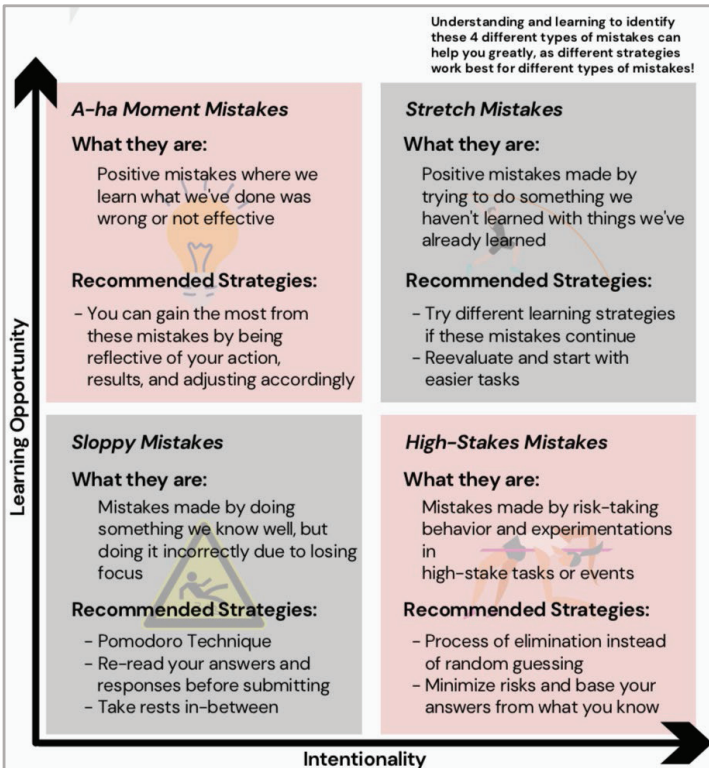 Understanding and learning to identify
these 4 different types of mistakes can
help you greatly, as different strategies
work best for different types of mistakes!
A-ha Moment Mistakes
What they are:
Positive mistakes where we
learn what we've done was
wrong or not effective
Recommended Strategies:
- You can gain the most from
these mistakes by being
reflective of your action,
results, and adjusting accordingly
Stretch Mistakes
What they are:
Positive mistakes made by
trying to do something we
haven't learned with things we've
already learned
Recommended Strategies:
- Try different learning strategies
if these mistakes continue
- Reevaluate and start with
easier tasks
Learning Opportunity
Sloppy Mistakes
What they are:
Mistakes made by doing
something we know well, but
doing it incorrectly due to losing
focus
Recommended Strategies:
- Pomodoro Technique
- Re-read your answers and
responses before submitting
- Take rests in-between
High-Stakes Mistakes
What they are:
Mistakes made by risk-taking
behavior and experimentations
in
high-stake tasks or events
Recommended Strategies:
- Process of elimination instead
of random guessing
- Minimize risks and base your
answers from what you know
Intentionality